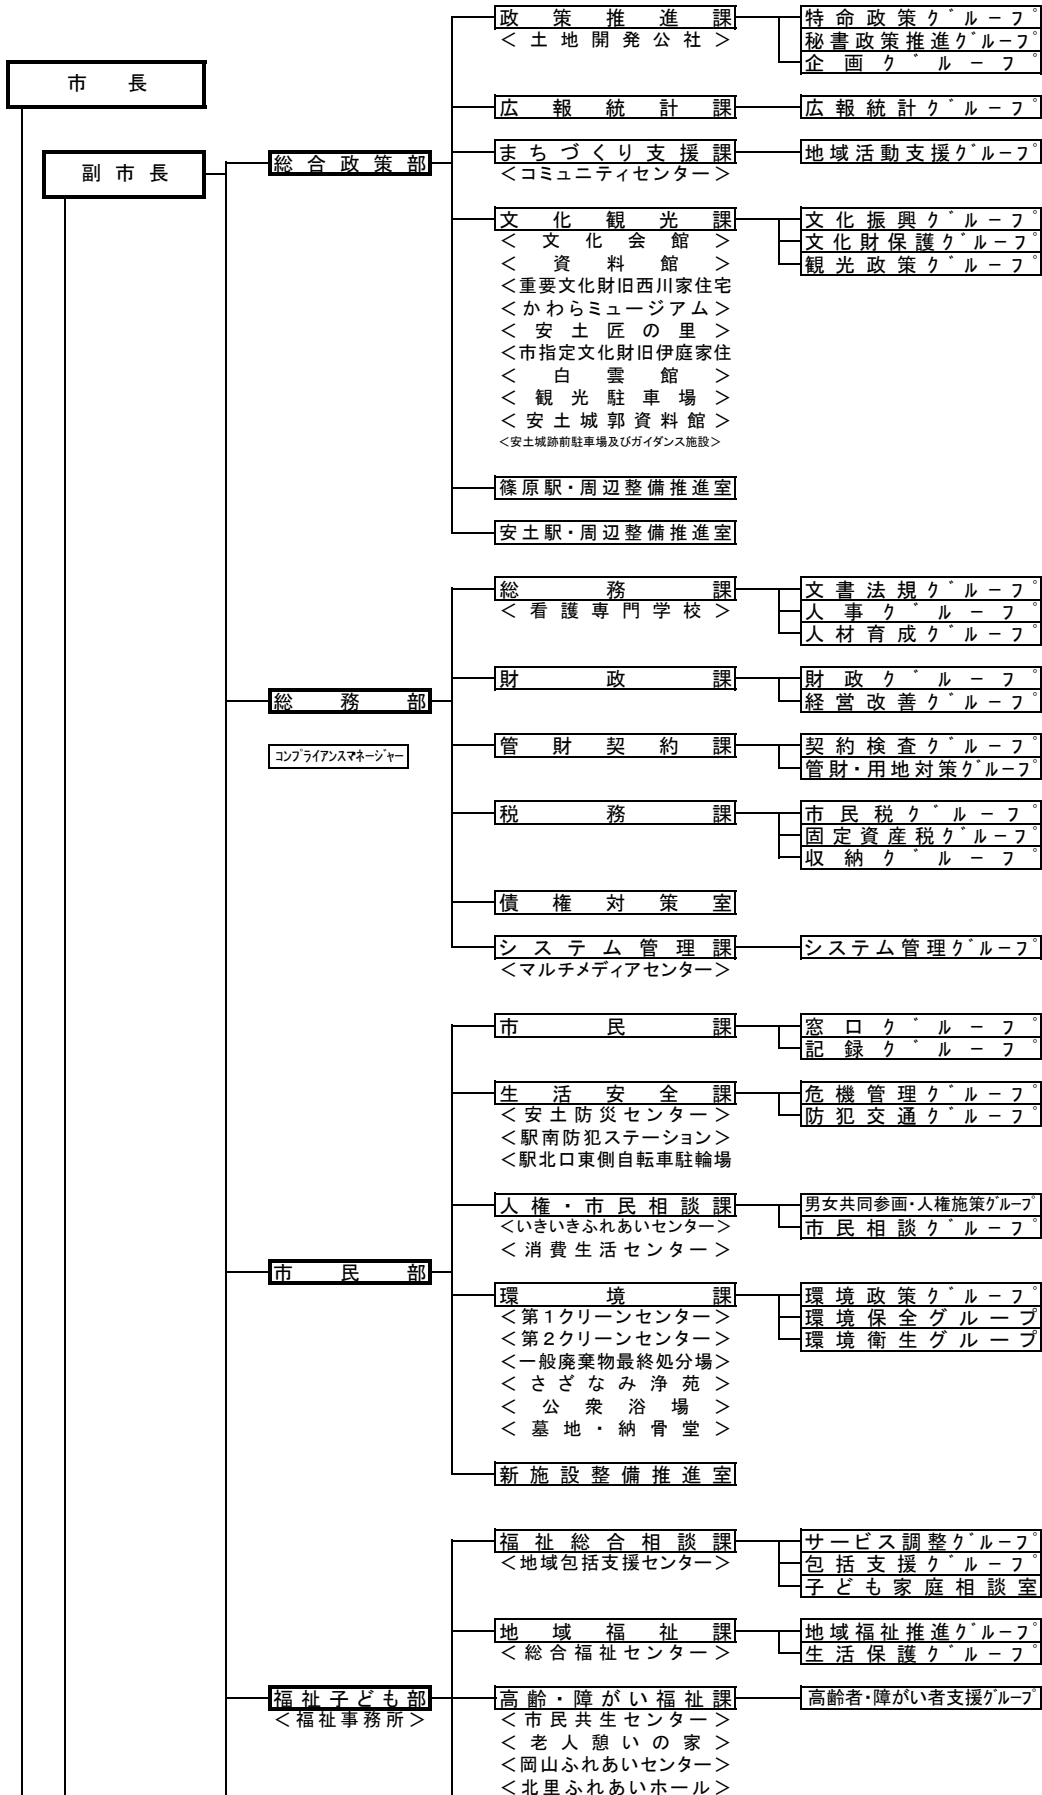 市長
副市長
総合政策部
政策推進課
＜土地開発公社＞
特命政策ｸﾞﾙｰﾌﾟ
秘書政策推進ｸﾞﾙｰﾌﾟ
企画ｸﾞﾙｰﾌﾟ
広報統計課
広報統計ｸﾞﾙｰﾌﾟ
まちづくり支援課
＜コミュニティセンター＞
地域活動支援ｸﾞﾙｰﾌﾟ
文化観光課
＜文化会館＞
＜資料館＞
＜重要文化財旧西川家住宅
＜かわらミュージアム＞
＜安土匠の里＞
＜市指定文化財旧伊庭家住
＜白雲館＞
＜観光駐車場＞
＜安土城郭資料館＞
＜安土城跡前駐車場及びガイダンス施設＞
文化振興ｸﾞﾙｰﾌﾟ
文化財保護ｸﾞﾙｰﾌﾟ
観光政策ｸﾞﾙｰﾌﾟ
篠原駅・周辺整備推進室
安土駅・周辺整備推進室
総務部
ｺﾝﾌﾟﾗｲｱﾝｽﾏﾈｰｼﾞｬｰ
総務課
＜看護専門学校＞
文書法規ｸﾞﾙｰﾌﾟ
人事ｸﾞﾙｰﾌﾟ
人材育成ｸﾞﾙｰﾌﾟ
財政課
財政ｸﾞﾙｰﾌﾟ
経営改善ｸﾞﾙｰﾌﾟ
管財契約課
契約検査ｸﾞﾙｰﾌﾟ
管財・用地対策ｸﾞﾙｰﾌﾟ
税務課
市民税ｸﾞﾙｰﾌﾟ
固定資産税ｸﾞﾙｰﾌﾟ
収納ｸﾞﾙｰﾌﾟ
債権対策室
システム管理課
＜マルチメディアセンター＞
システム管理ｸﾞﾙｰﾌﾟ
市民部
市民課
窓口ｸﾞﾙｰﾌﾟ
記録ｸﾞﾙｰﾌﾟ
生活安全課
＜安土防災センター＞
＜駅南防犯ステーション＞
＜駅北口東側自転車駐輪場
危機管理ｸﾞﾙｰﾌﾟ
防犯交通ｸﾞﾙｰﾌﾟ
人権・市民相談課
＜いきいきふれあいセンター＞
＜消費生活センター＞
男女共同参画・人権施策ｸﾞﾙｰﾌﾟ
市民相談ｸﾞﾙｰﾌﾟ
環境課
＜第１クリーンセンター＞
＜第２クリーンセンター＞
＜一般廃棄物最終処分場＞
＜さざなみ浄苑＞
＜公衆浴場＞
＜墓地・納骨堂＞
環境政策ｸﾞﾙｰﾌﾟ
環境保全グループ
環境衛生グループ
新施設整備推進室
福祉子ども部
＜福祉事務所＞
福祉総合相談課
＜地域包括支援センター＞
サービス調整ｸﾞﾙｰﾌﾟ
包括支援ｸﾞﾙｰﾌﾟ
子ども家庭相談室
地域福祉課
＜総合福祉センター＞
地域福祉推進ｸﾞﾙｰﾌﾟ
生活保護ｸﾞﾙｰﾌﾟ
高齢・障がい福祉課
＜市民共生センター＞
＜老人憩いの家＞
＜岡山ふれあいセンター＞
＜北里ふれあいホール＞
高齢者・障がい者支援ｸﾞﾙｰﾌﾟ